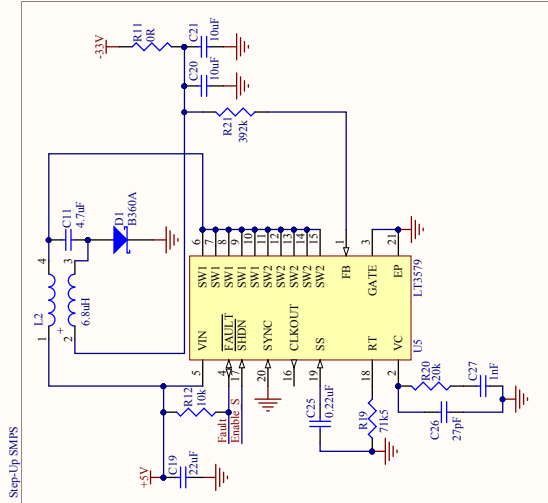 Step-Up SMPS
-33V
R11
0R
C21
10uF
C20
10uF
R21
392k
C11
4.7uF
D1
B360A
L2
1
4
+
2
3
6.8uH
6
7
8
9
10
11
12
13
14
15
1
3
21
SW1
SW1
SW1
SW1
SW1
SW2
SW2
SW2
SW2
SW2
FB
GATE
EP
LT3579
VIN
FAULT
SHDN
SYNC
CLKOUT
SS
RT
VC
U5
5
4
17
20
16
19
18
2
R12
10k
Fault
Enable_S
+5V
C19
22uF
C25
0.22uF
R19
71k5
R20
20k
C27
1nF
C26
27pF